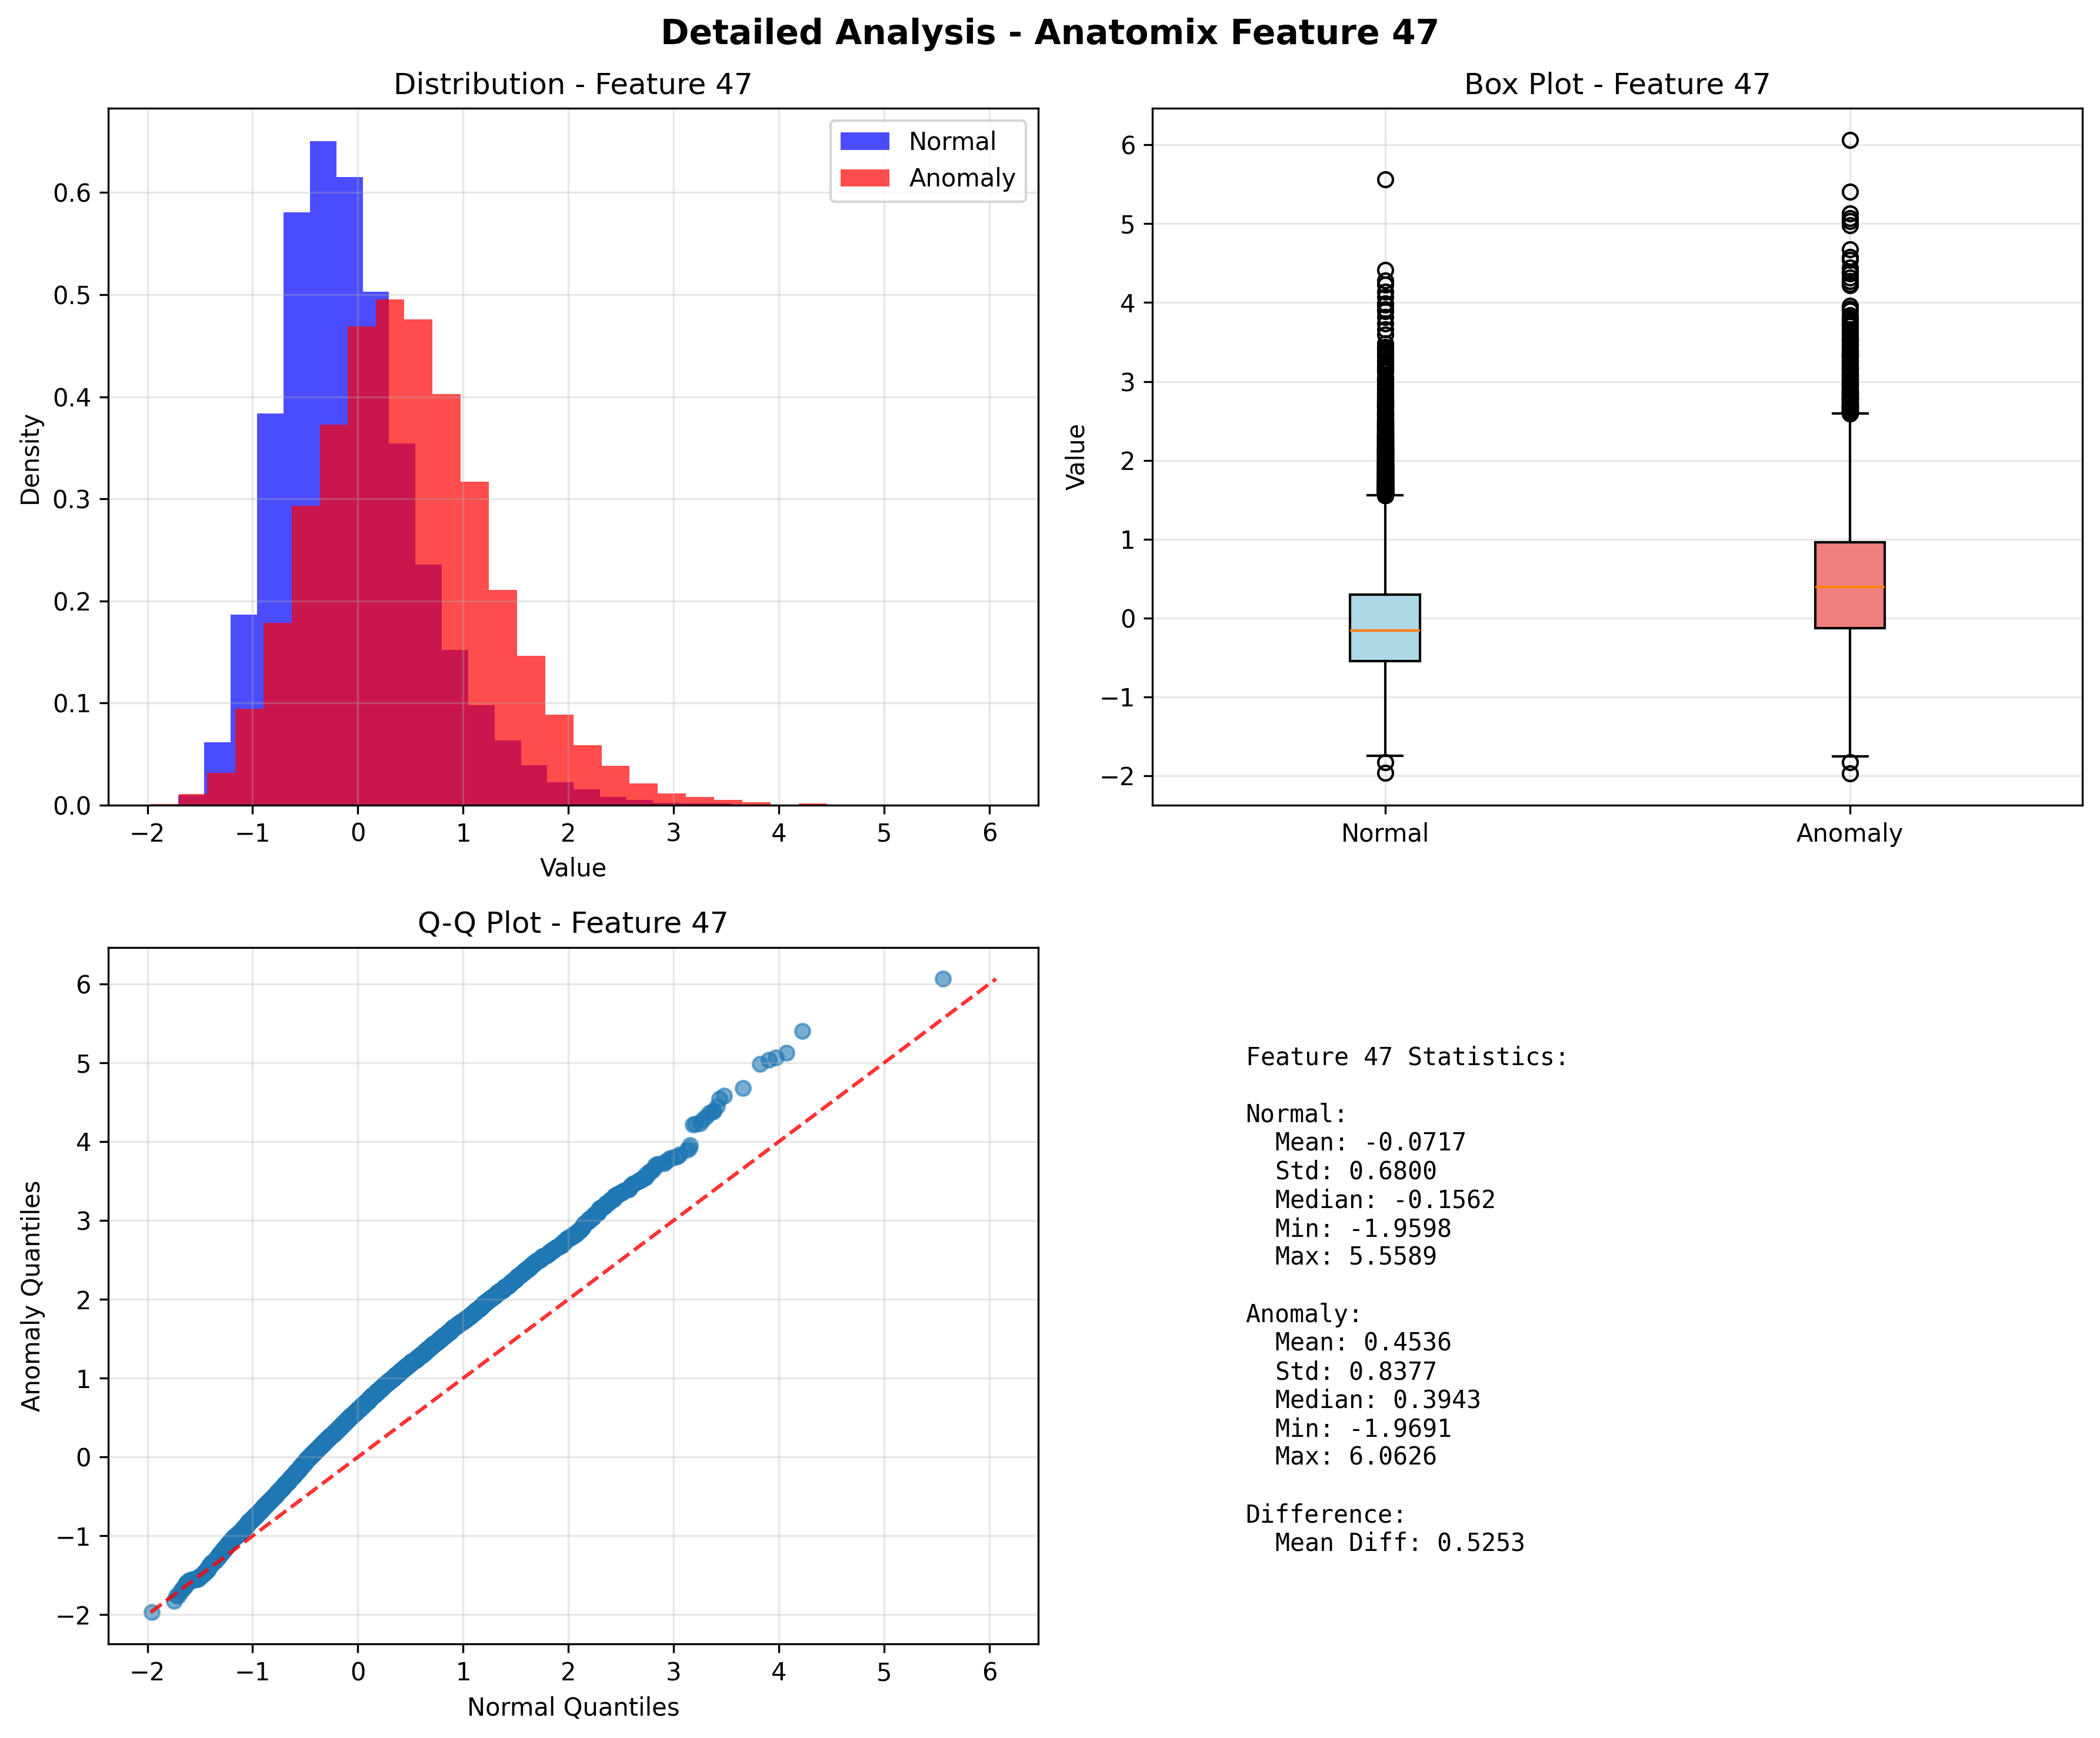 Detailed Analysis - Anatomix Feature 47
Distribution - Feature 47
Normal
Anomaly
Density
0.6
0.5
0.4
0.3
0.2
0.1
0.0
−2 −1 0 1 2 3 4 5 6
Value
Box Plot - Feature 47
Value
6
5
4
3
2
1
0
−1
−2
Normal Anomaly
Q-Q Plot - Feature 47
Anomaly Quantiles
6
5
4
3
2
1
0
−1
−2
−2 −1 0 1 2 3 4 5 6
Normal Quantiles
Feature 47 Statistics:
Normal:
Mean: -0.0717
Std: 0.6800
Median: -0.1562
Min: -1.9598
Max: 5.5589
Anomaly:
Mean: 0.4536
Std: 0.8377
Median: 0.3943
Min: -1.9691
Max: 6.0626
Difference:
Mean Diff: 0.5253